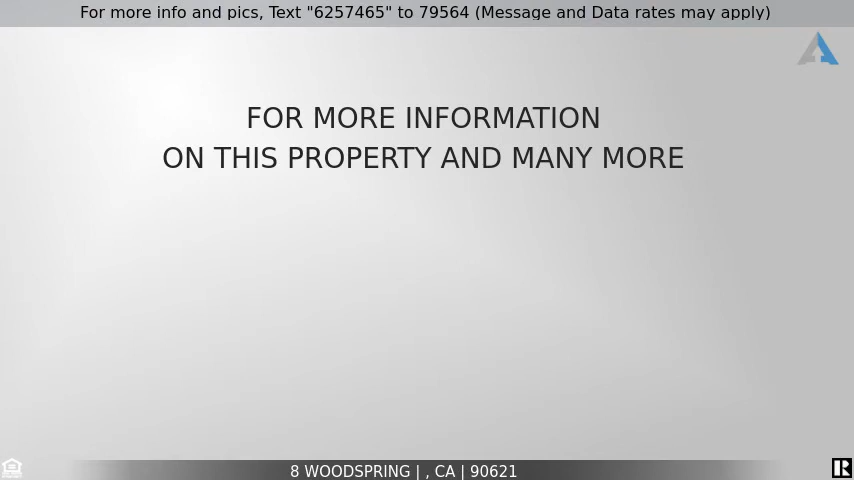 For more info and pics, Text "6257465" to 79564 (Message and Data rates may apply)
FOR MORE INFORMATION
ON THIS PROPERTY AND MANY MORE
8 WOODSPRING | , CA | 90621